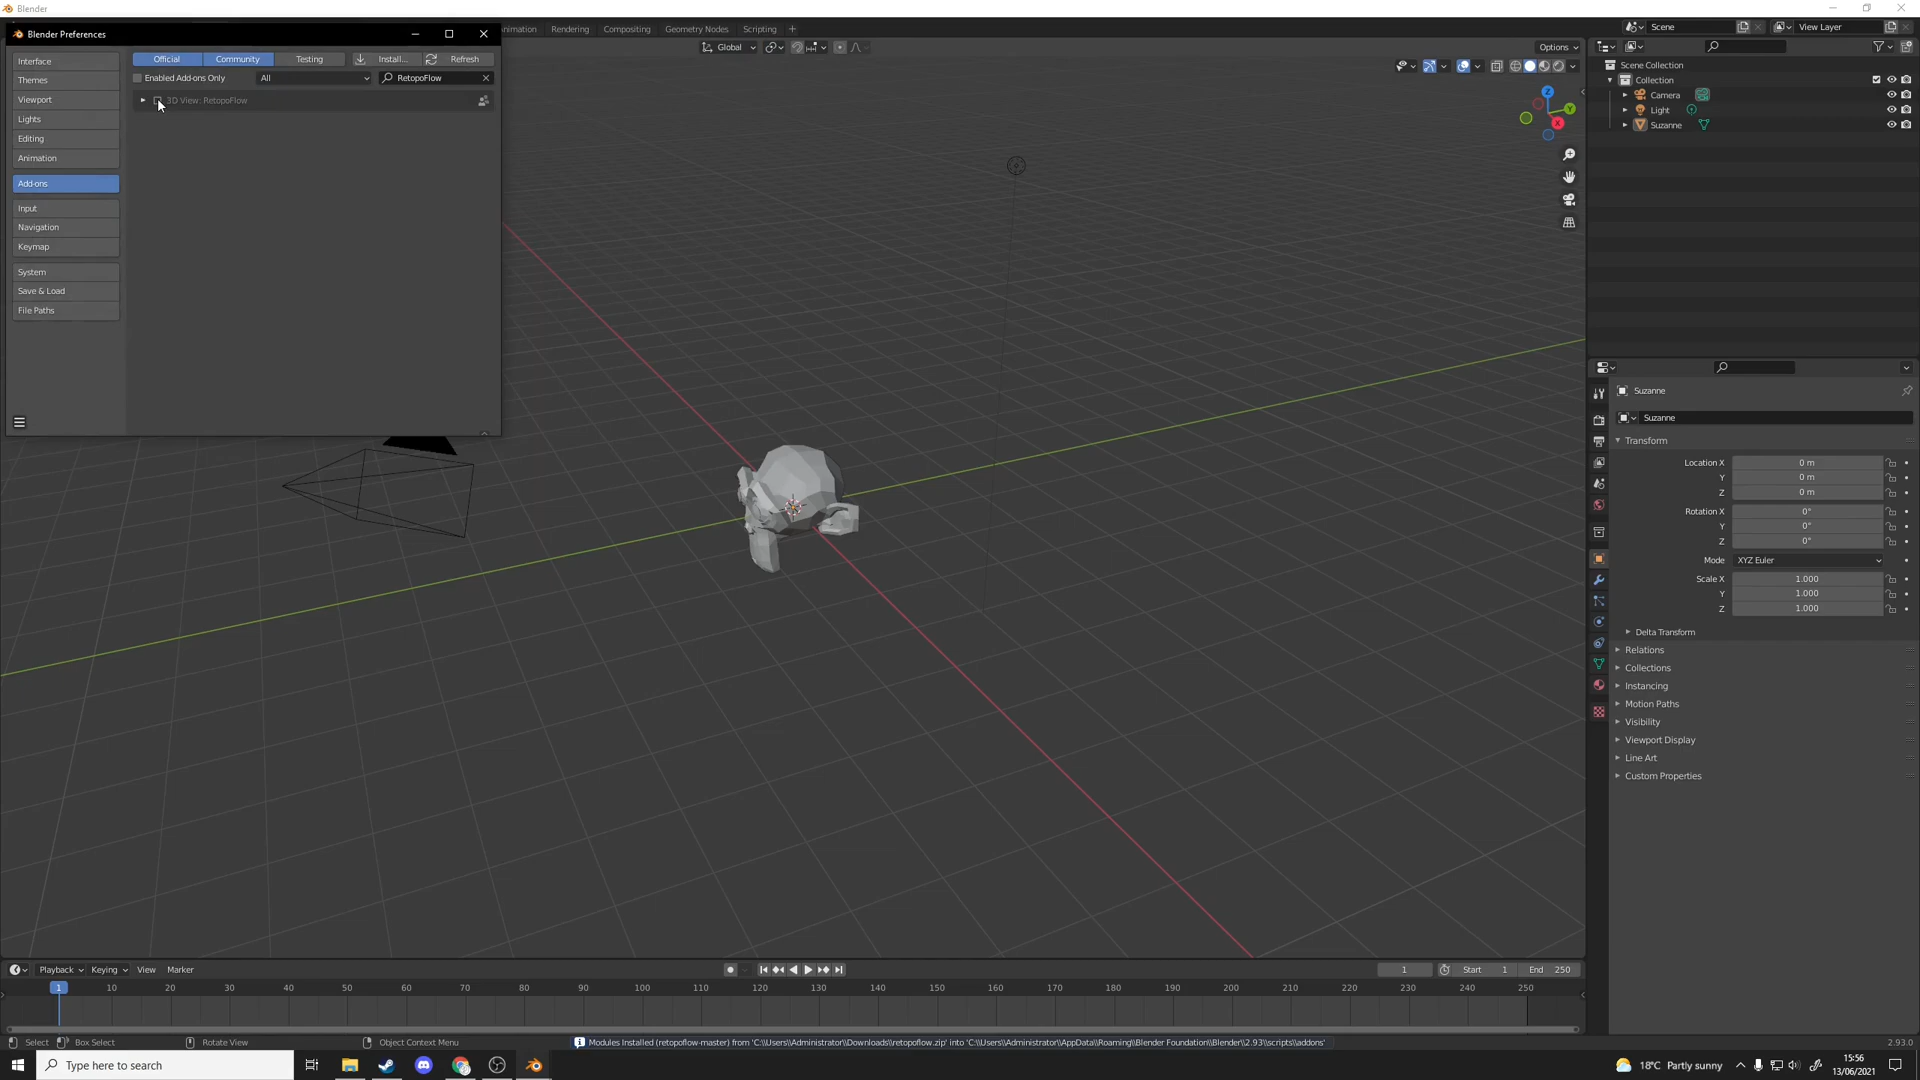 Blender
Blender Preferences
Animation
Rendering
Compositing
Geometry Nodes
Scripting
Scene
View Layer
Interface
Themes
Viewport
Lights
Editing
Animation
Add-ons
Input
Navigation
Keymap
System
Save & Load
File Paths
Official
Community
Testing
Install...
Refresh
Enabled Add-ons Only
All
RetopoFlow
3D View: RetopoFlow
Global
Options
Z
Y
X
Scene Collection
Collection
Camera
Light
Suzanne
Suzanne
Suzanne
Transform
Location X 0 m
Y 0 m
Z 0 m
Rotation X 0°
Y 0°
Z 0°
Mode XYZ Euler
Scale X 1.000
Y 1.000
Z 1.000
Delta Transform
Relations
Collections
Instancing
Motion Paths
Visibility
Viewport Display
Line Art
Custom Properties
Playback Keying View Marker
1 Start 1 End 250
1 10 20 30 40 50 60 70 80 90 100 110 120 130 140 150 160 170 180 190 200 210 220 230 240 250
Select Box Select Rotate View Object Context Menu
Modules Installed (retopoflow-master) from 'C:\\Users\\Administrator\\Downloads\\retopoflow.zip' into 'C:\\Users\\Administrator\\AppData\\Roaming\\Blender Foundation\\Blender\\2.93\\scripts\\addons'
2.93.0
Type here to search
18°C Partly sunny
15:56
13/06/2021